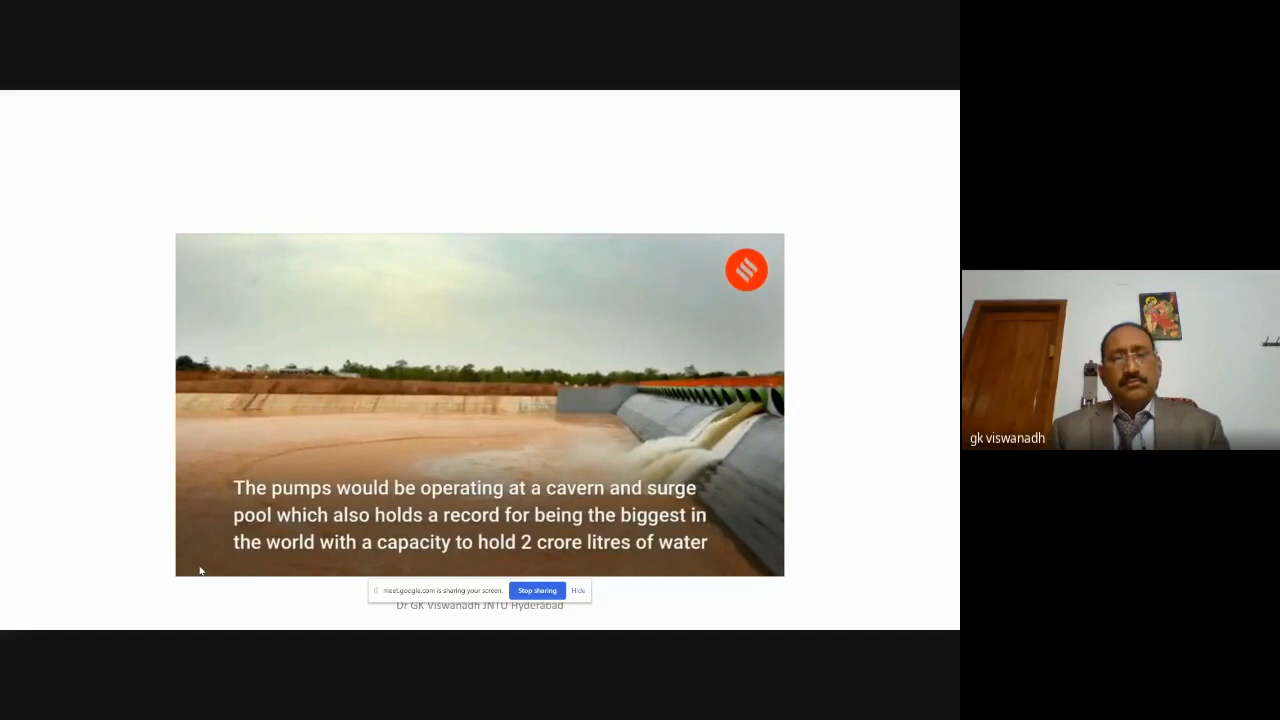 The pumps would be operating at a cavern and surge
pool which also holds a record for being the biggest in
the world with a capacity to hold 2 crore litres of water
meet.google.com is sharing your screen. Stop sharing Hide
Dr GK Viswanadh JNTU Hyderabad
gk viswanadh